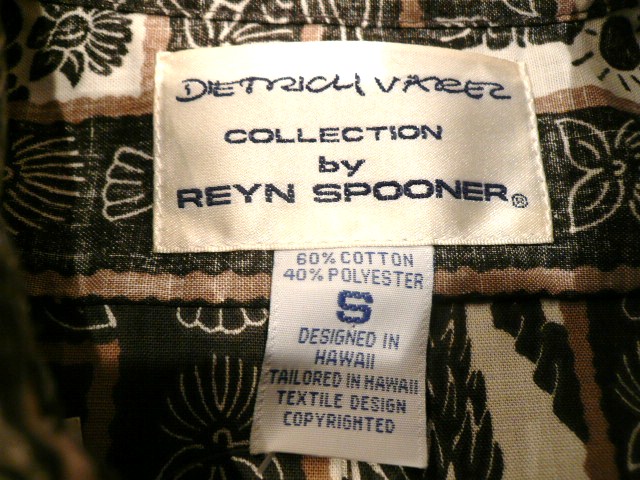 DIETRICH VAREZ
COLLECTION
by
REYN SPOONER®
60% COTTON
40% POLYESTER
S
DESIGNED IN
HAWAII
TAILORED IN HAWAII
TEXTILE DESIGN
COPYRIGHTED